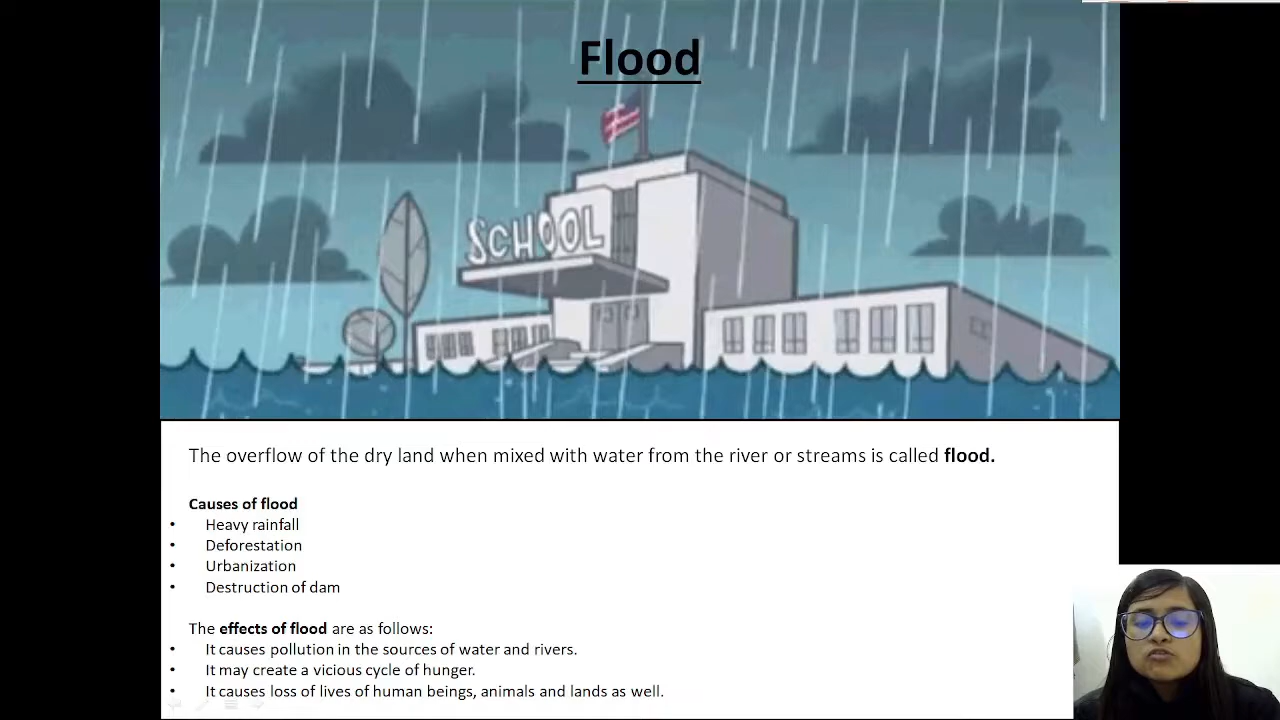 Flood
SCHOOL
The overflow of the dry land when mixed with water from the river or streams is called flood.
Causes of flood
• Heavy rainfall
• Deforestation
• Urbanization
• Destruction of dam
The effects of flood are as follows:
• It causes pollution in the sources of water and rivers.
• It may create a vicious cycle of hunger.
• It causes loss of lives of human beings, animals and lands as well.